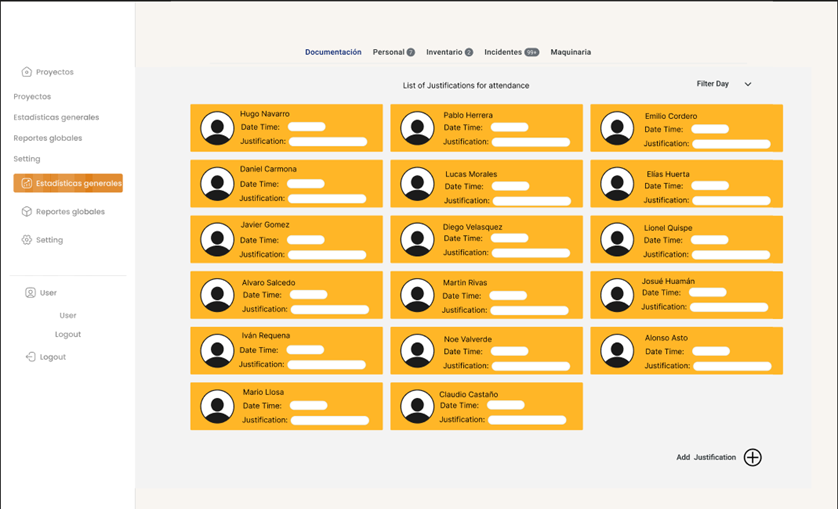 Documentación Personal 7 Inventario 2 Incidentes 99+ Maquinaria
Proyectos
Proyectos
Estadísticas generales
Reportes globales
Setting
Estadísticas generales
Reportes globales
Setting
User
User
Logout
Logout
List of Justifications for attendance
Filter Day
Hugo Navarro
Date Time:
Justification:
Pablo Herrera
Date Time:
Justification:
Emilio Cordero
Date Time:
Justification:
Daniel Carmona
Date Time:
Justification:
Lucas Morales
Date Time:
Justification:
Elías Huerta
Date Time:
Justification:
Javier Gomez
Date Time:
Justification:
Diego Velasquez
Date Time:
Justification:
Lionel Quispe
Date Time:
Justification:
Alvaro Salcedo
Date Time:
Justification:
Martin Rivas
Date Time:
Justification:
Josué Huamán
Date Time:
Justification:
Iván Requena
Date Time:
Justification:
Noe Valverde
Date Time:
Justification:
Alonso Asto
Date Time:
Justification:
Mario Llosa
Date Time:
Justification:
Claudio Castaño
Date Time:
Justification:
Add Justification